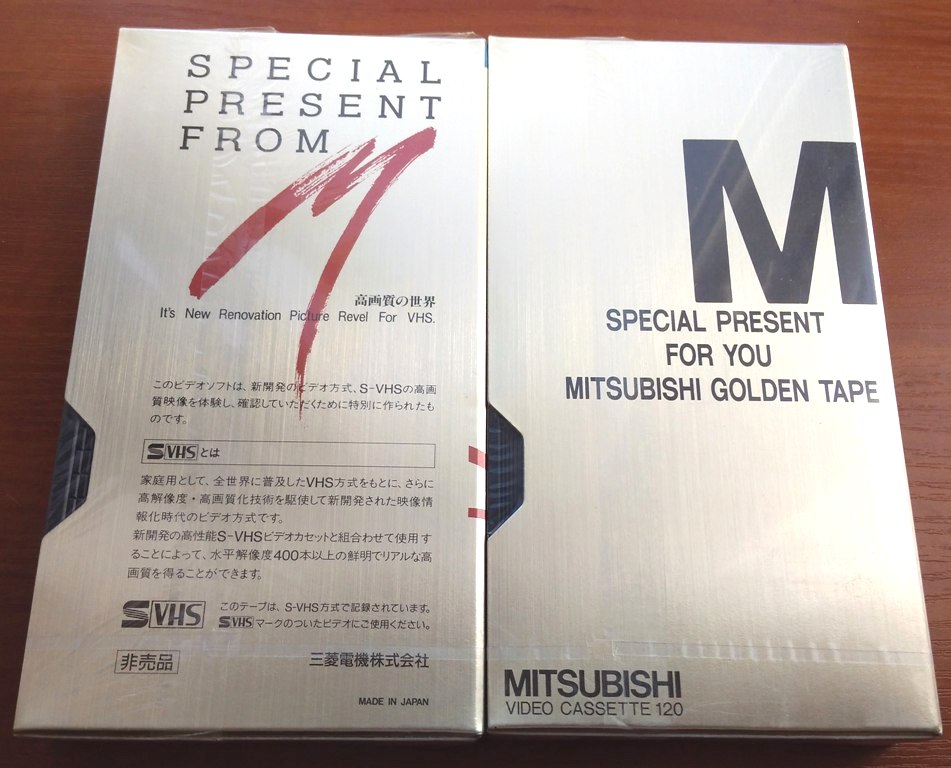 SPECIAL
PRESENT
FROM
高画質の世界
It's New Renovation Picture Revel For VHS.
このビデオソフトは、新開発のビデオ方式、S-VHSの高画
質映像を体験し、確認していただくために特別に作られたも
のです。
S VHS とは
家庭用として、全世界に普及したVHS方式をもとに、さらに
高解像度・高画質化技術を駆使して新開発された映像情
報化時代のビデオ方式です。
新開発の高性能S-VHSビデオカセットと組合わせて使用す
ることによって、水平解像度400本以上の鮮明でリアルな高
画質を得ることができます。
S VHS
このテープは、S-VHS方式で記録されています。
S VHS マークのついたビデオにご使用ください。
非売品
三菱電機株式会社
MADE IN JAPAN
M
SPECIAL PRESENT
FOR YOU
MITSUBISHI GOLDEN TAPE
MITSUBISHI
VIDEO CASSETTE 120